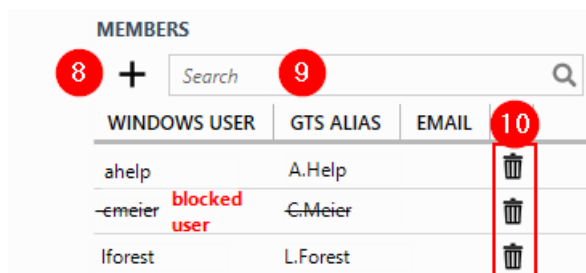 MEMBERS
8 Search 9
WINDOWS USER GTS ALIAS EMAIL 10
ahelp A.Help
cmeier blocked user C.Meier
lforest L.Forest